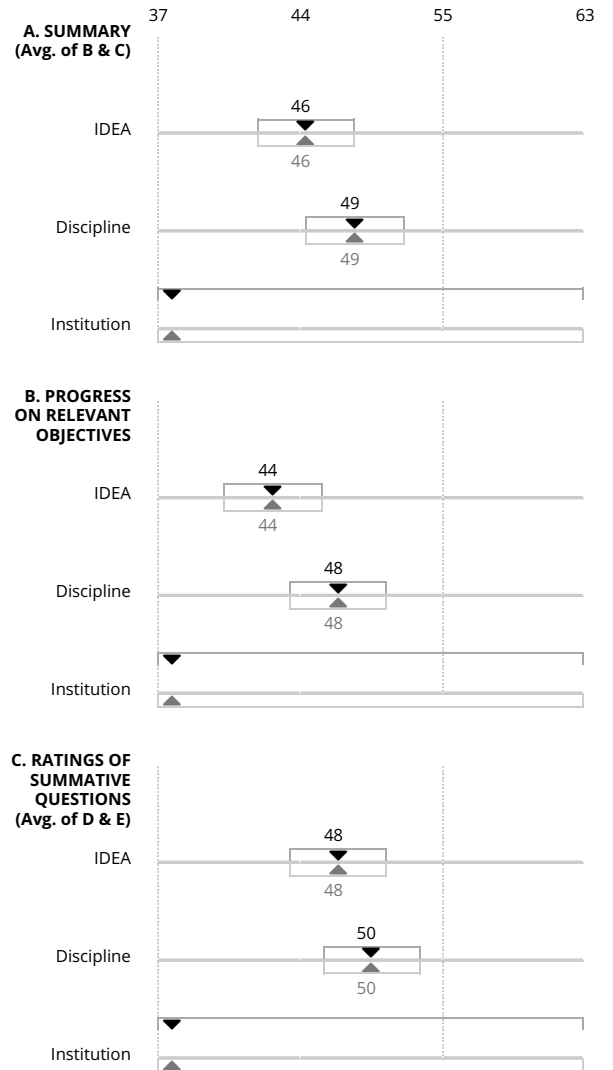 37 44 55 63
A. SUMMARY
(Avg. of B & C)
46
IDEA
46
49
Discipline
49
Institution
B. PROGRESS
ON RELEVANT
OBJECTIVES
44
IDEA
44
48
Discipline
48
Institution
C. RATINGS OF
SUMMATIVE
QUESTIONS
(Avg. of D & E)
48
IDEA
48
50
Discipline
50
Institution